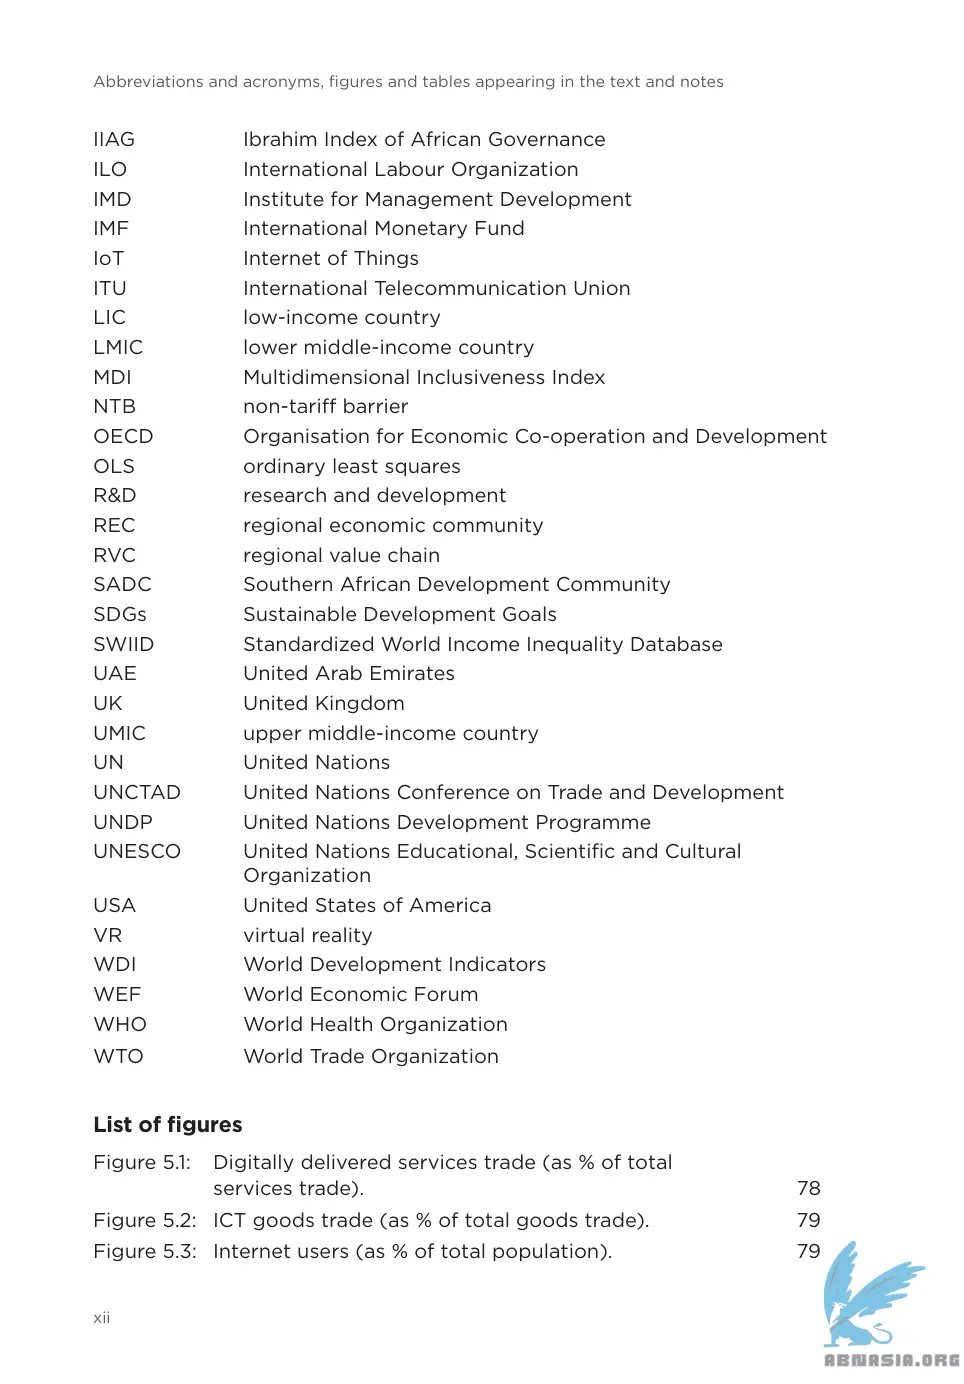 Abbreviations and acronyms, figures and tables appearing in the text and notes
IIAG Ibrahim Index of African Governance
ILO International Labour Organization
IMD Institute for Management Development
IMF International Monetary Fund
IoT Internet of Things
ITU International Telecommunication Union
LIC low-income country
LMIC lower middle-income country
MDI Multidimensional Inclusiveness Index
NTB non-tariff barrier
OECD Organisation for Economic Co-operation and Development
OLS ordinary least squares
R&D research and development
REC regional economic community
RVC regional value chain
SADC Southern African Development Community
SDGs Sustainable Development Goals
SWIID Standardized World Income Inequality Database
UAE United Arab Emirates
UK United Kingdom
UMIC upper middle-income country
UN United Nations
UNCTAD United Nations Conference on Trade and Development
UNDP United Nations Development Programme
UNESCO United Nations Educational, Scientific and Cultural
Organization
USA United States of America
VR virtual reality
WDI World Development Indicators
WEF World Economic Forum
WHO World Health Organization
WTO World Trade Organization
List of figures
Figure 5.1: Digitally delivered services trade (as % of total
services trade). 78
Figure 5.2: ICT goods trade (as % of total goods trade). 79
Figure 5.3: Internet users (as % of total population). 79
xii
ABNASIA.ORG